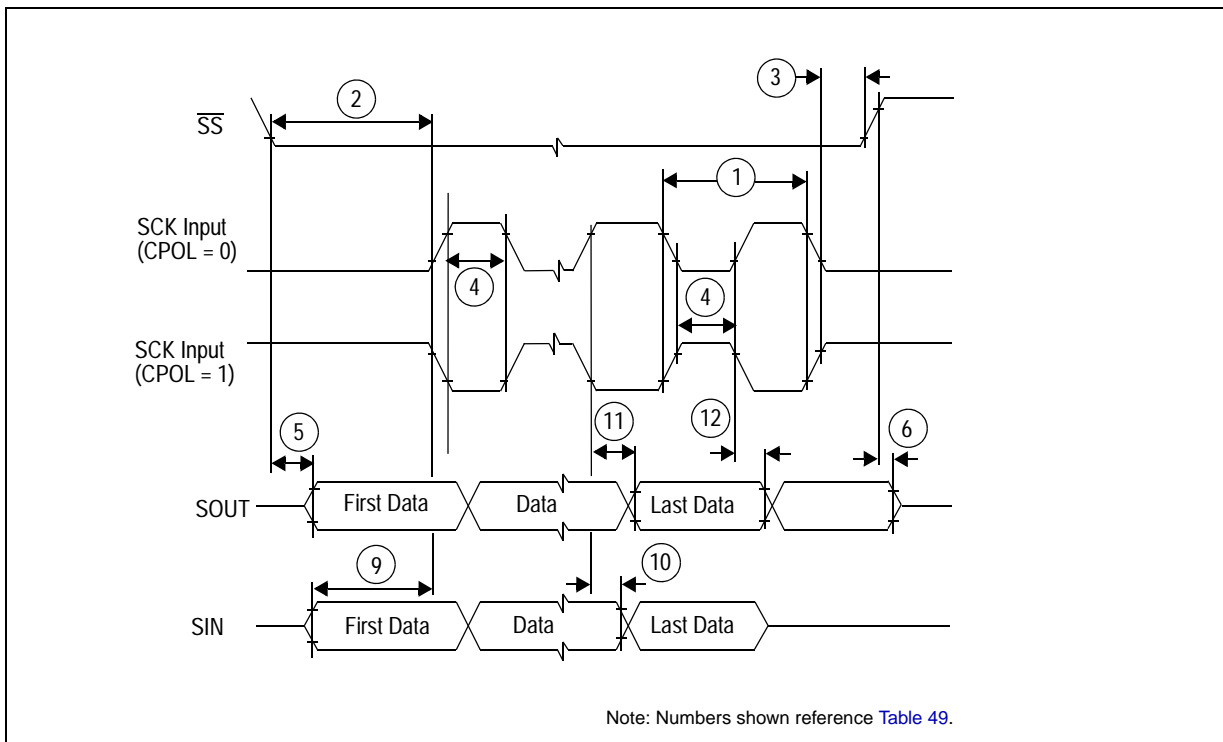 3
2
SS
1
SCK Input
(CPOL = 0)
4
4
SCK Input
(CPOL = 1)
11
12
5
6
SOUT
First Data
Data
Last Data
9
10
SIN
First Data
Data
Last Data
Note: Numbers shown reference Table 49.